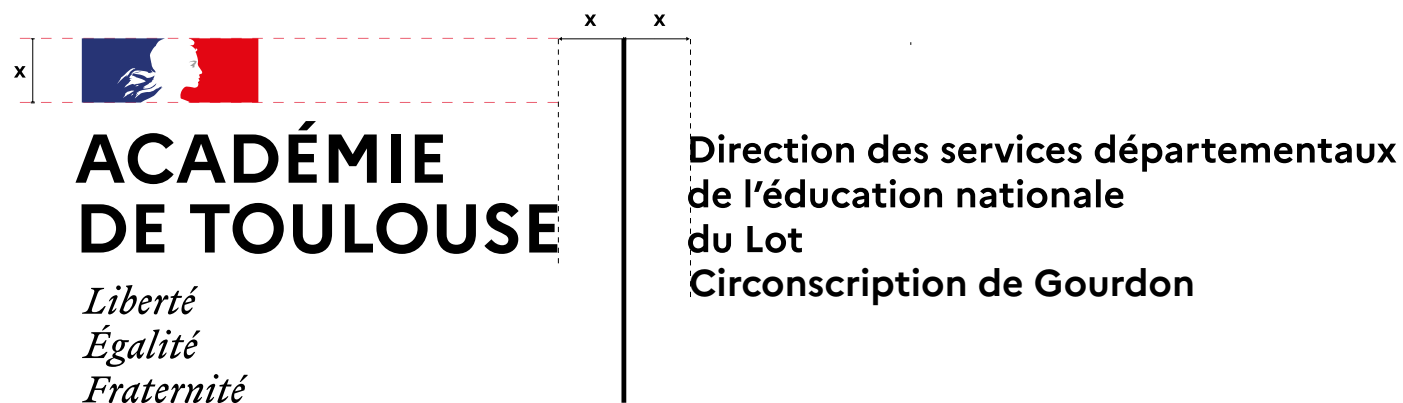 x x
x
ACADÉMIE
DE TOULOUSE
Liberté
Égalité
Fraternité
Direction des services départementaux
de l’éducation nationale
du Lot
Circonscription de Gourdon